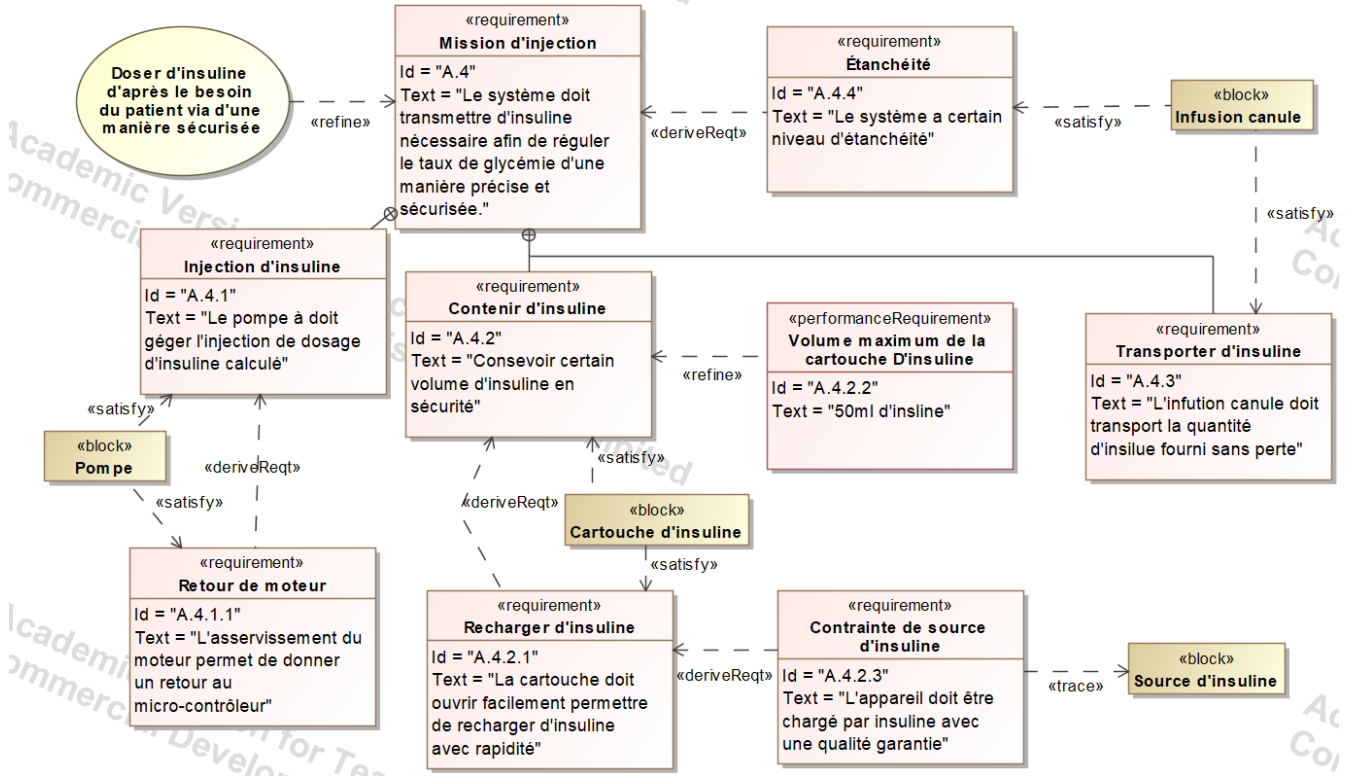 «requirement»
Mission d'injection
Id = "A.4"
Text = "Le système doit
transmettre d'insuline
nécessaire afin de réguler
le taux de glycémie d'une
manière précise et
sécurisée."
Doser d'insuline
d'après le besoin
du patient via d'une
manière sécurisée
«refine»
«requirement»
Étanchéité
Id = "A.4.4"
Text = "Le système a certain
niveau d'étanchéité"
«deriveReqt»
«block»
Infusion canule
«satisfy»
«satisfy»
«requirement»
Injection d'insuline
Id = "A.4.1"
Text = "Le pompe à doit
géger l'injection de dosage
d'insuline calculé"
«requirement»
Contenir d'insuline
Id = "A.4.2"
Text = "Consevoir certain
volume d'insuline en
sécurité"
«performanceRequirement»
Volume maximum de la
cartouche D'insuline
Id = "A.4.2.2"
Text = "50ml d'insline"
«refine»
«requirement»
Transporter d'insuline
Id = "A.4.3"
Text = "L'infution canule doit
transport la quantité
d'insilue fourni sans perte"
«satisfy»
«block»
Pompe
«satisfy»
«deriveReqt»
«requirement»
Retour de moteur
Id = "A.4.1.1"
Text = "L'asservissement du
moteur permet de donner
un retour au
micro-contrôleur"
«satisfy»
«deriveReqt»
«block»
Cartouche d'insuline
«satisfy»
«requirement»
Recharger d'insuline
Id = "A.4.2.1"
Text = "La cartouche doit
ouvrir facilement permettre
de recharger d'insuline
avec rapidité"
«deriveReqt»
«requirement»
Contrainte de source
d'insuline
Id = "A.4.2.3"
Text = "L'appareil doit être
chargé par insuline avec
une qualité garantie"
«trace»
«block»
Source d'insuline